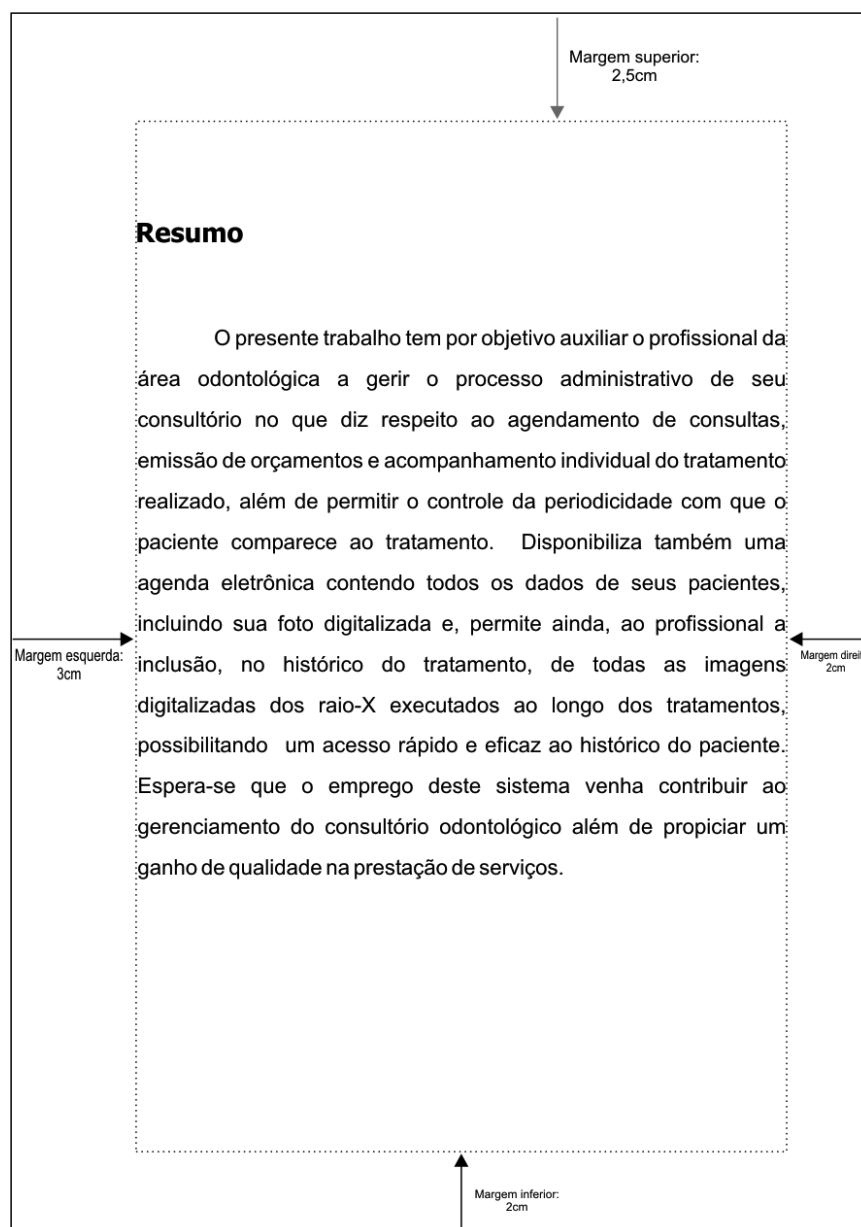 Margem superior:
2,5cm
Resumo
O presente trabalho tem por objetivo auxiliar o profissional da
área odontológica a gerir o processo administrativo de seu
consultório no que diz respeito ao agendamento de consultas,
emissão de orçamentos e acompanhamento individual do tratamento
realizado, além de permitir o controle da periodicidade com que o
paciente comparece ao tratamento. Disponibiliza também uma
agenda eletrônica contendo todos os dados de seus pacientes,
incluindo sua foto digitalizada e, permite ainda, ao profissional a
inclusão, no histórico do tratamento, de todas as imagens
digitalizadas dos raio-X executados ao longo dos tratamentos,
possibilitando um acesso rápido e eficaz ao histórico do paciente.
Espera-se que o emprego deste sistema venha contribuir ao
gerenciamento do consultório odontológico além de propiciar um
ganho de qualidade na prestação de serviços.
Margem esquerda:
3cm
Margem direit
2cm
Margem inferior:
2cm